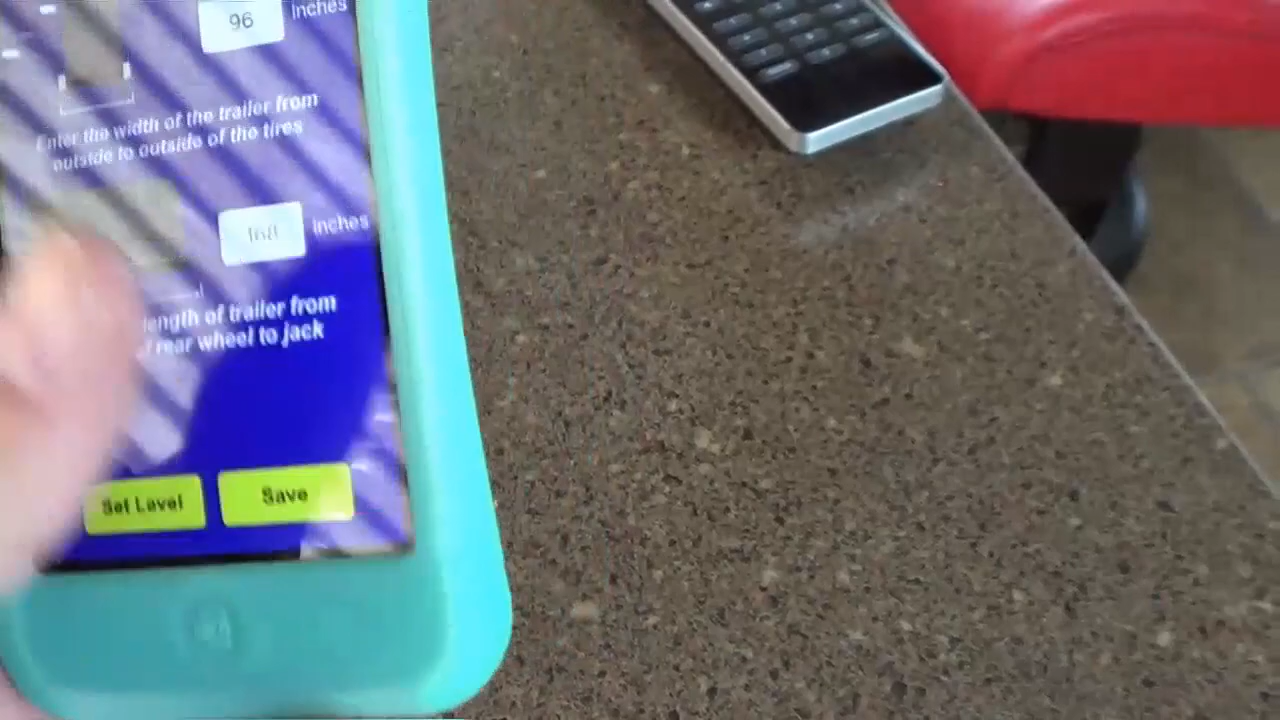 96 inches
Enter the width of the trailer from
outside to outside of the tires
168 inches
length of trailer from
rear wheel to jack
Set Level Save